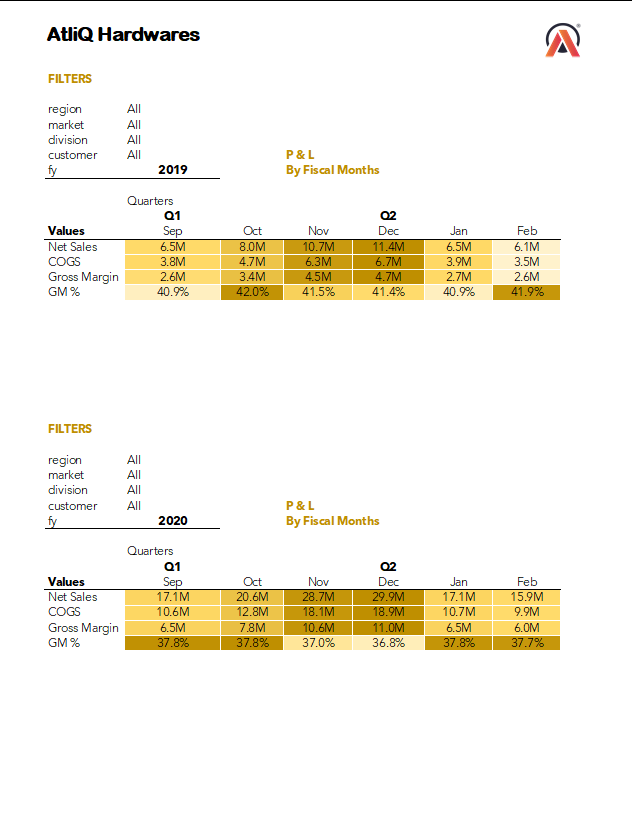 AtliQ Hardwares
FILTERS
region All
market All
division All
customer All P & L
fy 2019 By Fiscal Months
Quarters
Q1 Q2
Values Sep Oct Nov Dec Jan Feb
Net Sales 6.5M 8.0M 10.7M 11.4M 6.5M 6.1M
COGS 3.8M 4.7M 6.3M 6.7M 3.9M 3.5M
Gross Margin 2.6M 3.4M 4.5M 4.7M 2.7M 2.6M
GM % 40.9% 42.0% 41.5% 41.4% 40.9% 41.9%
FILTERS
region All
market All
division All
customer All P & L
fy 2020 By Fiscal Months
Quarters
Q1 Q2
Values Sep Oct Nov Dec Jan Feb
Net Sales 17.1M 20.6M 28.7M 29.9M 17.1M 15.9M
COGS 10.6M 12.8M 18.1M 18.9M 10.7M 9.9M
Gross Margin 6.5M 7.8M 10.6M 11.0M 6.5M 6.0M
GM % 37.8% 37.8% 37.0% 36.8% 37.8% 37.7%